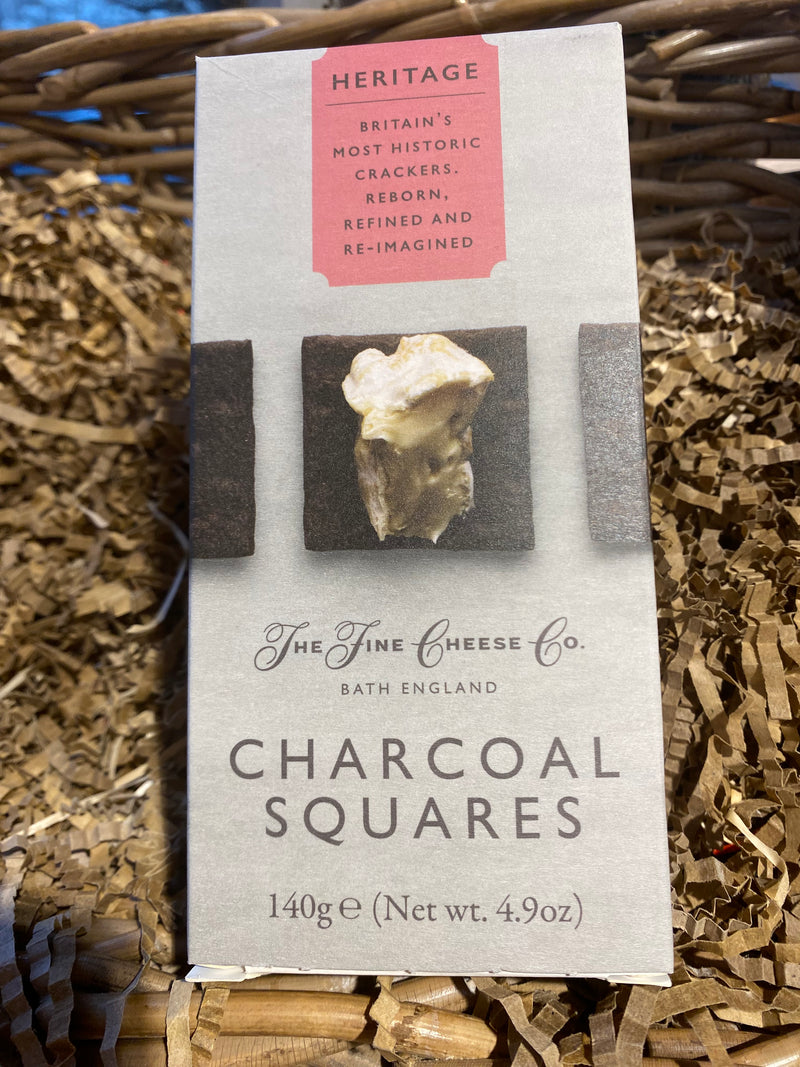 HERITAGE
BRITAIN'S
MOST HISTORIC
CRACKERS.
REBORN,
REFINED AND
RE-IMAGINED
THE FINE CHEESE CO.
BATH ENGLAND
CHARCOAL
SQUARES
140g ℮ (Net wt. 4.9oz)